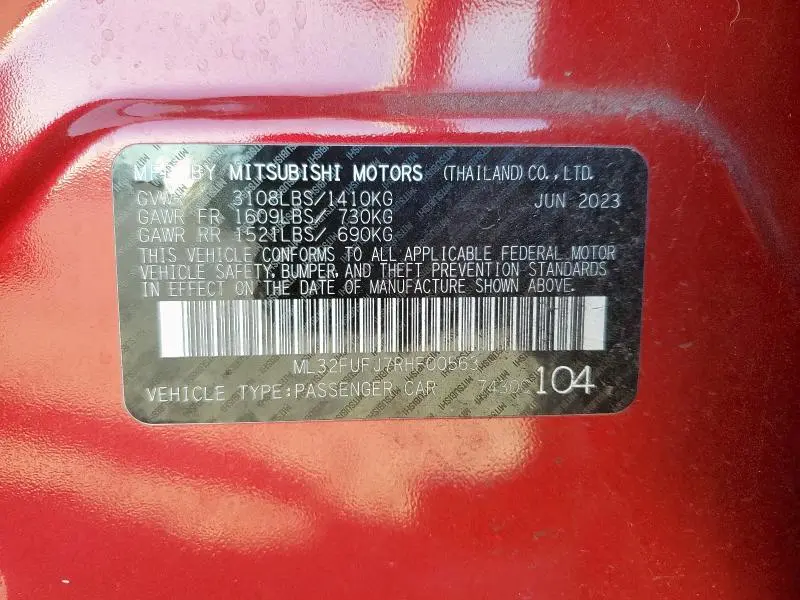 MFD BY MITSUBISHI MOTORS (THAILAND)CO.,LTD.
GVWR 3108LBS/1410KG JUN 2023
GAWR FR 1609LBS/ 730KG
GAWR RR 1521LBS/ 690KG
THIS VEHICLE CONFORMS TO ALL APPLICABLE FEDERAL MOTOR
VEHICLE SAFETY, BUMPER, AND THEFT PREVENTION STANDARDS
IN EFFECT ON THE DATE OF MANUFACTURE SHOWN ABOVE.
VEHICLE TYPE:PASSENGER CAR 104